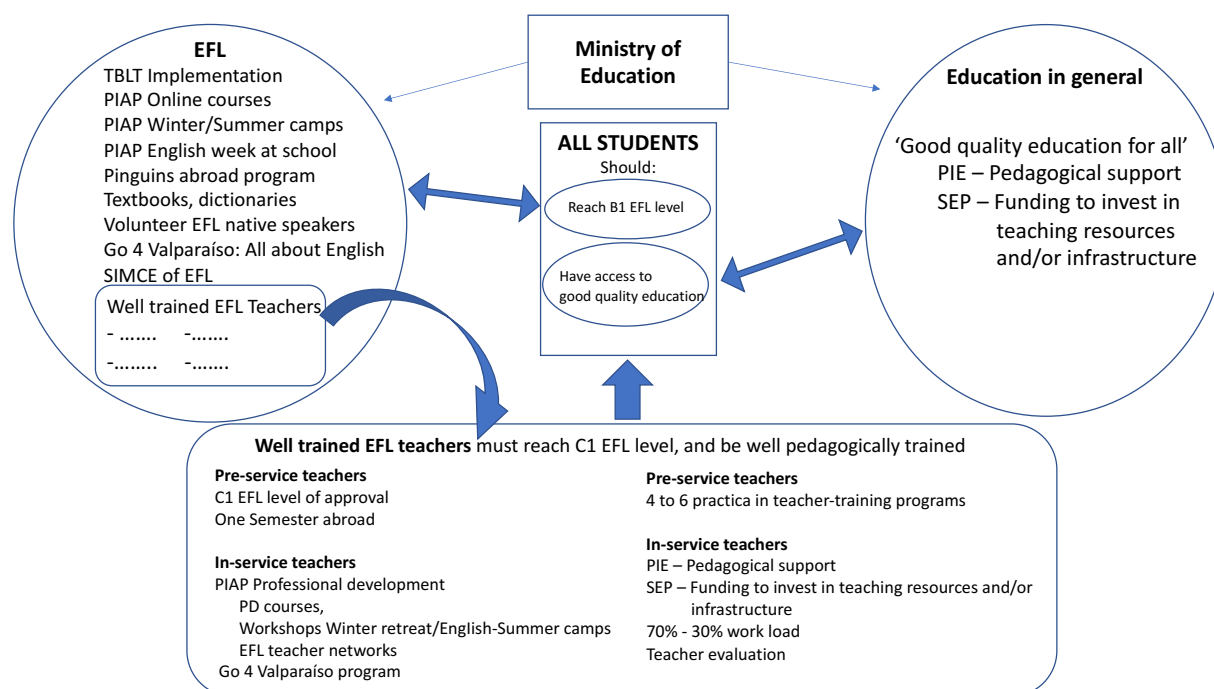 EFL
TBLT Implementation
PIAP Online courses
PIAP Winter/Summer camps
PIAP English week at school
Pinguins abroad program
Textbooks, dictionaries
Volunteer EFL native speakers
Go 4 Valparaíso: All about English
SIMCE of EFL
Well trained EFL Teachers
- ....... -.......
-........ -.......
Ministry of
Education
ALL STUDENTS
Should:
Reach B1 EFL level
Have access to
good quality education
Education in general
‘Good quality education for all’
PIE – Pedagogical support
SEP – Funding to invest in
teaching resources
and/or infrastructure
Well trained EFL teachers must reach C1 EFL level, and be well pedagogically trained
Pre-service teachers
C1 EFL level of approval
One Semester abroad
In-service teachers
PIAP Professional development
PD courses,
Workshops Winter retreat/English-Summer camps
EFL teacher networks
Go 4 Valparaíso program
Pre-service teachers
4 to 6 practica in teacher-training programs
In-service teachers
PIE – Pedagogical support
SEP – Funding to invest in teaching resources and/or
infrastructure
70% - 30% work load
Teacher evaluation